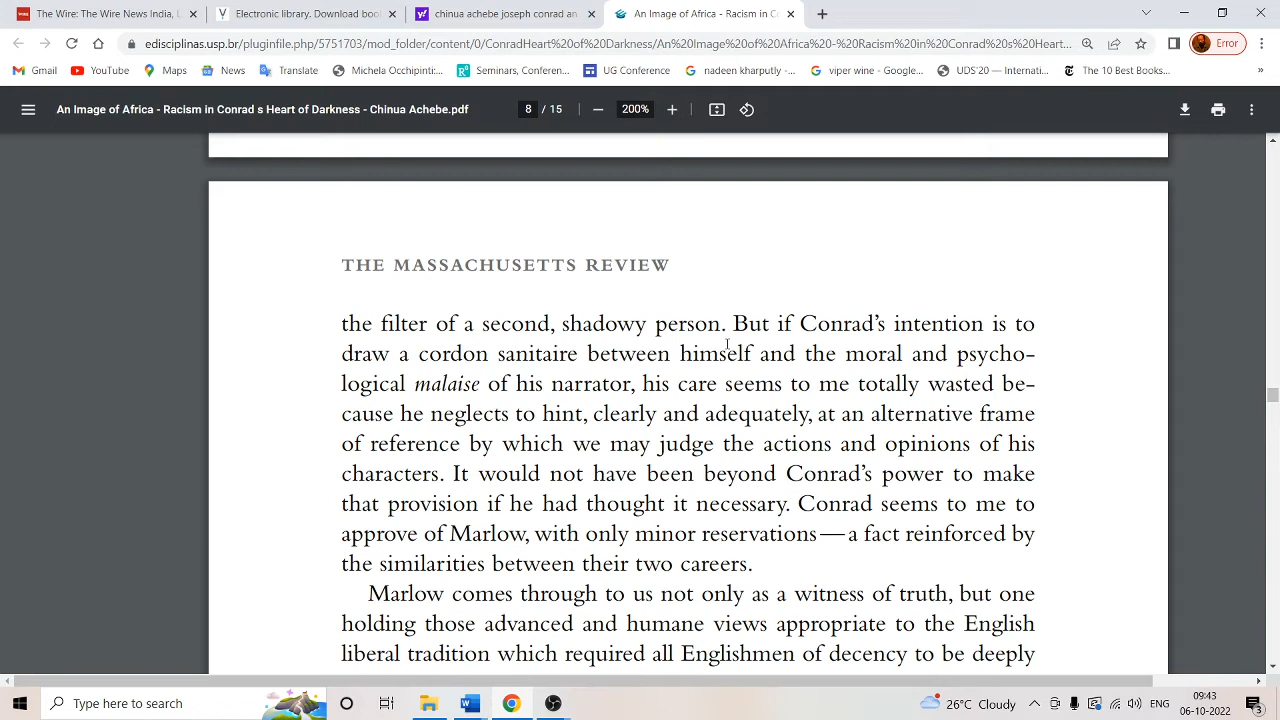 The Wire: The Wire News India, L
Electronic library. Download book
chinua achebe joseph conrad an
An Image of Africa - Racism in Co
edisciplinas.usp.br/pluginfile.php/5751703/mod_folder/content/0/ConradHeart%20of%20Darkness/An%20Image%20of%20Africa%20-%20Racism%20in%20Conrad%20s%20Heart...
Error
Gmail
YouTube
Maps
News
Translate
Michela Occhipinti...
Seminars, Conferen...
UG Conference
nadeen kharputly -...
viper wine - Google...
UDS'20 — Internati...
The 10 Best Books...
»
An Image of Africa - Racism in Conrad s Heart of Darkness - Chinua Achebe.pdf
8 / 15
200%
THE MASSACHUSETTS REVIEW
the filter of a second, shadowy person. But if Conrad's intention is to
draw a cordon sanitaire between himself and the moral and psycho-
logical malaise of his narrator, his care seems to me totally wasted be-
cause he neglects to hint, clearly and adequately, at an alternative frame
of reference by which we may judge the actions and opinions of his
characters. It would not have been beyond Conrad's power to make
that provision if he had thought it necessary. Conrad seems to me to
approve of Marlow, with only minor reservations—a fact reinforced by
the similarities between their two careers.
Marlow comes through to us not only as a witness of truth, but one
holding those advanced and humane views appropriate to the English
liberal tradition which required all Englishmen of decency to be deeply
Type here to search
26°C Cloudy
ENG
09:43
06-10-2022
3